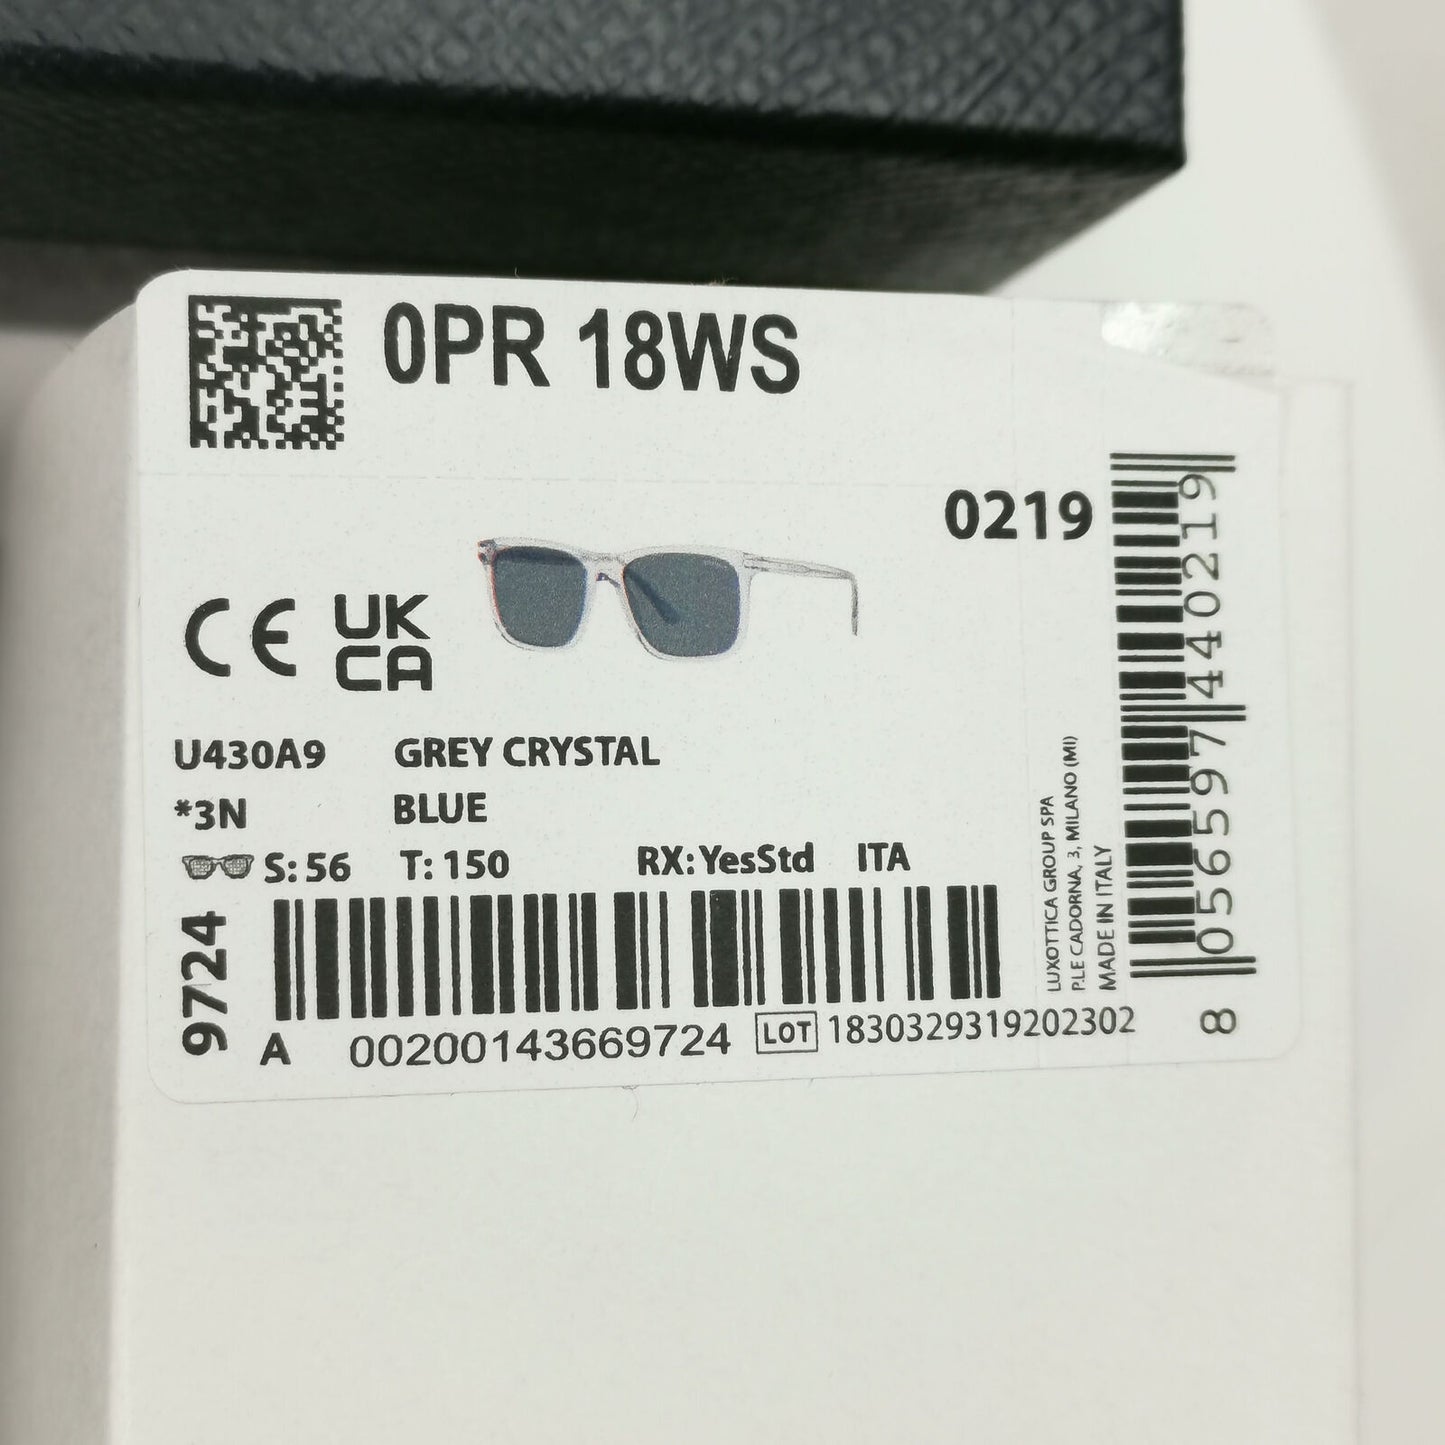 0PR 18WS
0219
CE
UK
CA
U430A9 GREY CRYSTAL
*3N BLUE
S: 56 T: 150 RX: YesStd ITA
9724
A 00200143669724 LOT 1830329319202302
LUXOTTICA GROUP SPA
P.LE CADORNA, 3, MILANO (MI)
MADE IN ITALY
8 056597 440219